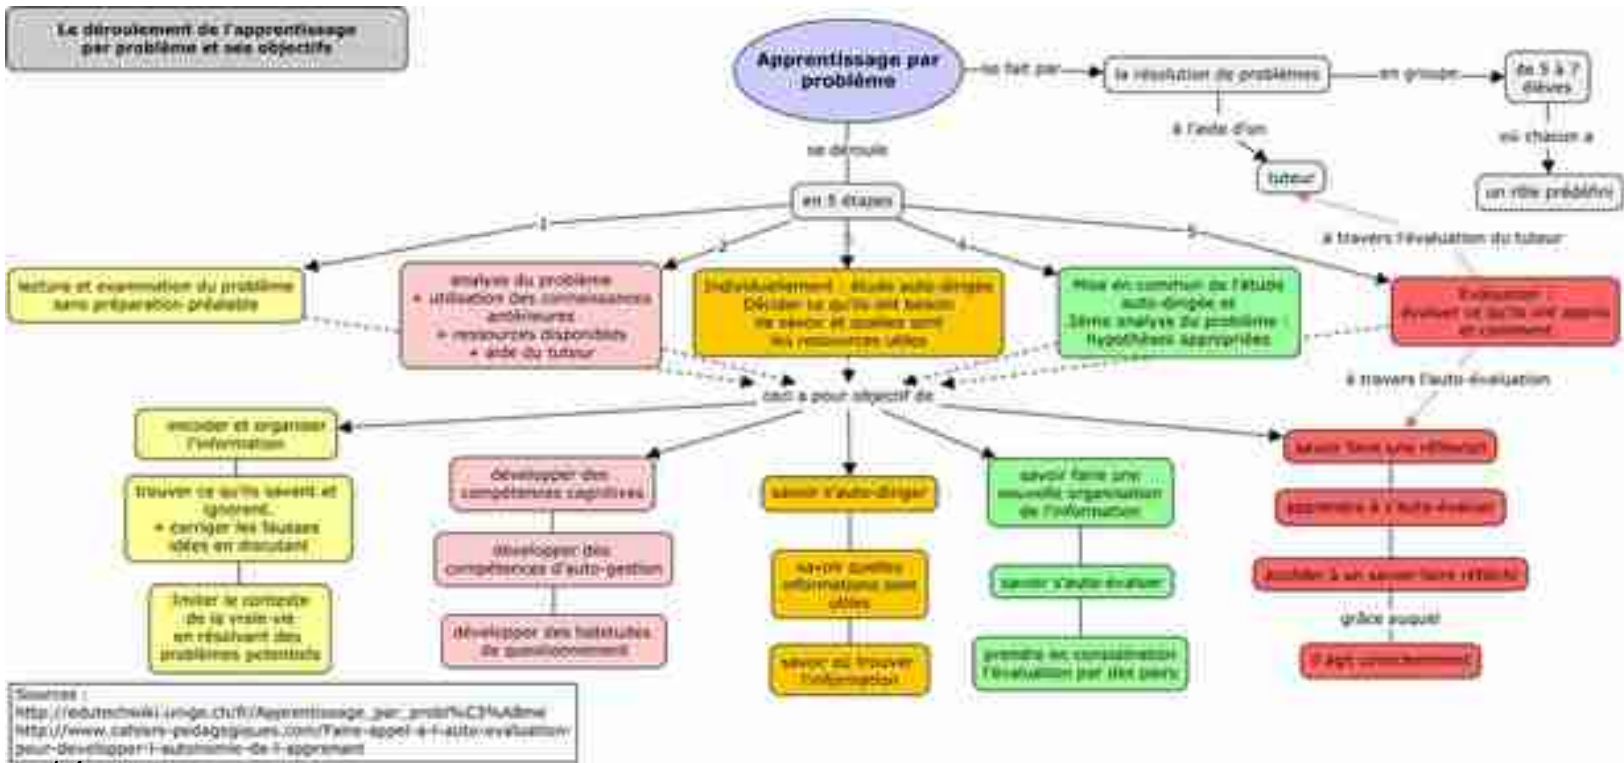 Le déroulement de l'apprentissage
par problème et ses objectifs
Apprentissage par
problème
se fait par
la résolution de problèmes
en groupe
de 5 à 7
élèves
à l'aide d'un
où chacun a
tuteur
un rôle prédéfini
se déroule
en 5 étapes
1
2
3
4
5
à travers l'évaluation du tuteur
lecture et examination du problème
sans préparation préalable
analyse du problème
+ utilisation des connaissances
antérieures
+ ressources disponibles
+ aide du tuteur
Individuellement : étude auto-dirigée
Décider ce qu'ils ont besoin
de savoir et quelles sont
les ressources utiles
Mise en commun de l'étude
auto-dirigée et
2ème analyse du problème :
hypothèses appropriées
Evaluation :
évaluer ce qu'ils ont appris
et comment
à travers l'auto-évaluation
ceci a pour objectif de
encoder et organiser
l'information
trouver ce qu'ils savent et
ignorent.
+ corriger les fausses
idées en discutant
Imiter le contexte
de la vraie vie
en résolvant des
problèmes potentiels
développer des
compétences cognitives
développer des
compétences d'auto-gestion
développer des habitudes
de questionnement
savoir s'auto-diriger
savoir quelles
informations sont
utiles
savoir où trouver
l'information
savoir faire une
nouvelle organisation
de l'information
savoir s'auto-évaluer
prendre en considération
l'évaluation par des pairs
savoir faire une réflexion
apprendre à s'auto-évaluer
accéder à un savoir-faire réfléchi
grâce auquel
il agit
Sources :
http://edutechwiki.unige.ch/fr/Apprentissage_par_probl%C3%A8me
http://www.cahiers-pedagogiques.com/Faire-appel-a-l-auto-evaluation-
pour-developper-l-autonomie-de-l-apprenant